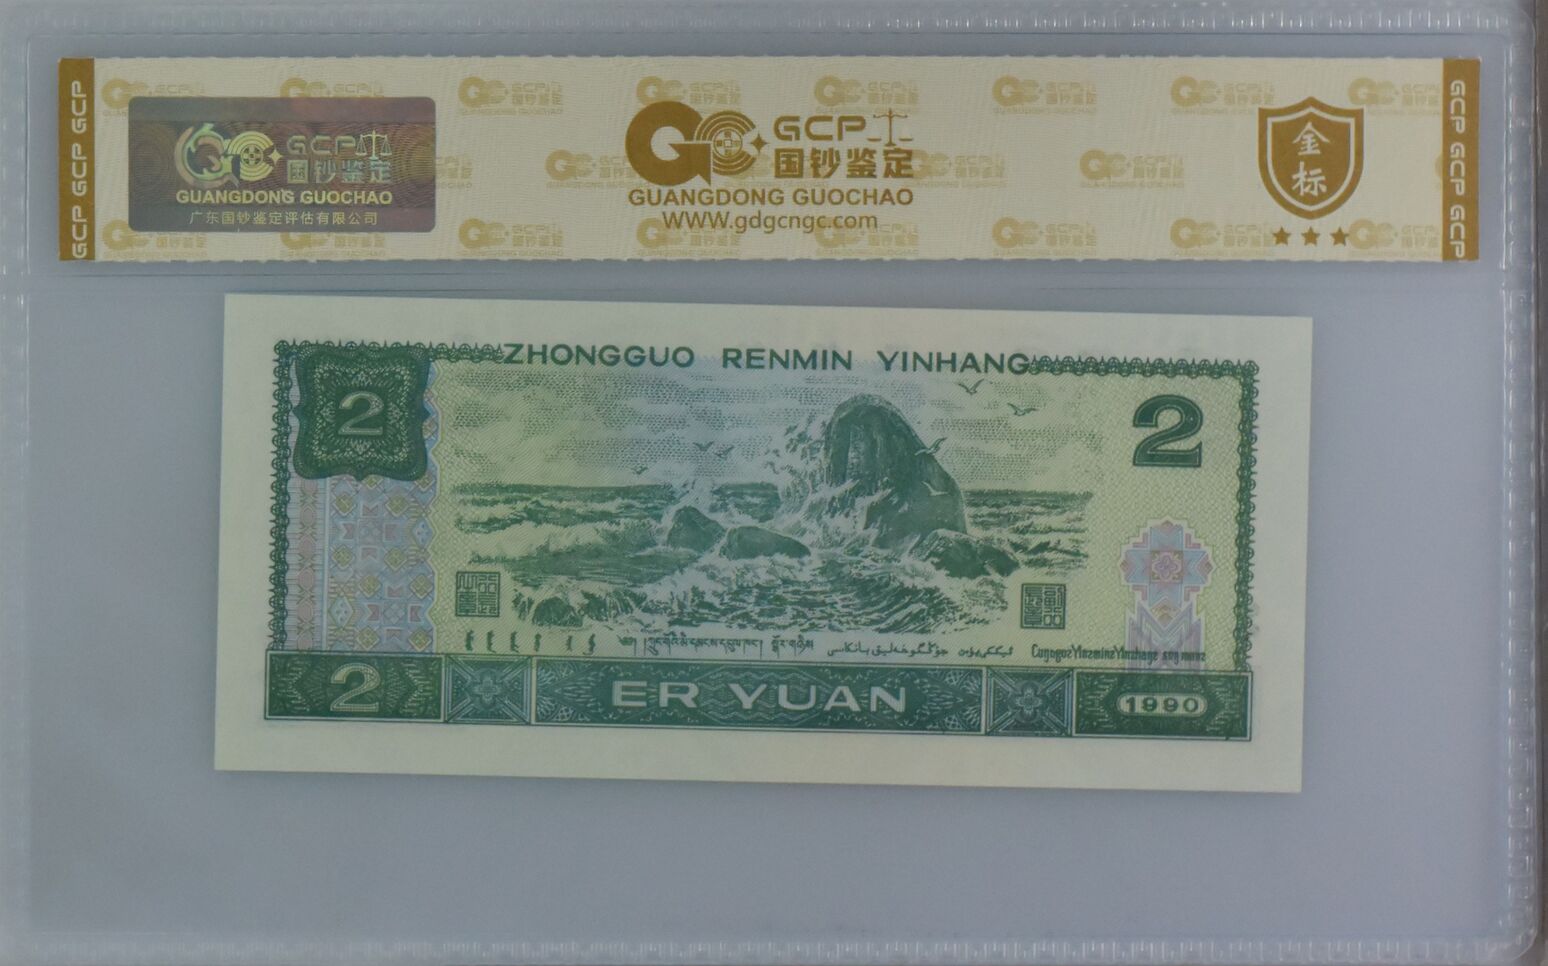 GCP GCP GCP
GCP
国钞鉴定
GUANGDONG GUOCHAO
广东国钞鉴定评估有限公司
GCP
国钞鉴定
GUANGDONG GUOCHAO
WWW.gdgcngc.com
金标
GCP GCP GCP
ZHONGGUO RENMIN YINHANG
2
2
2
ER YUAN
1990